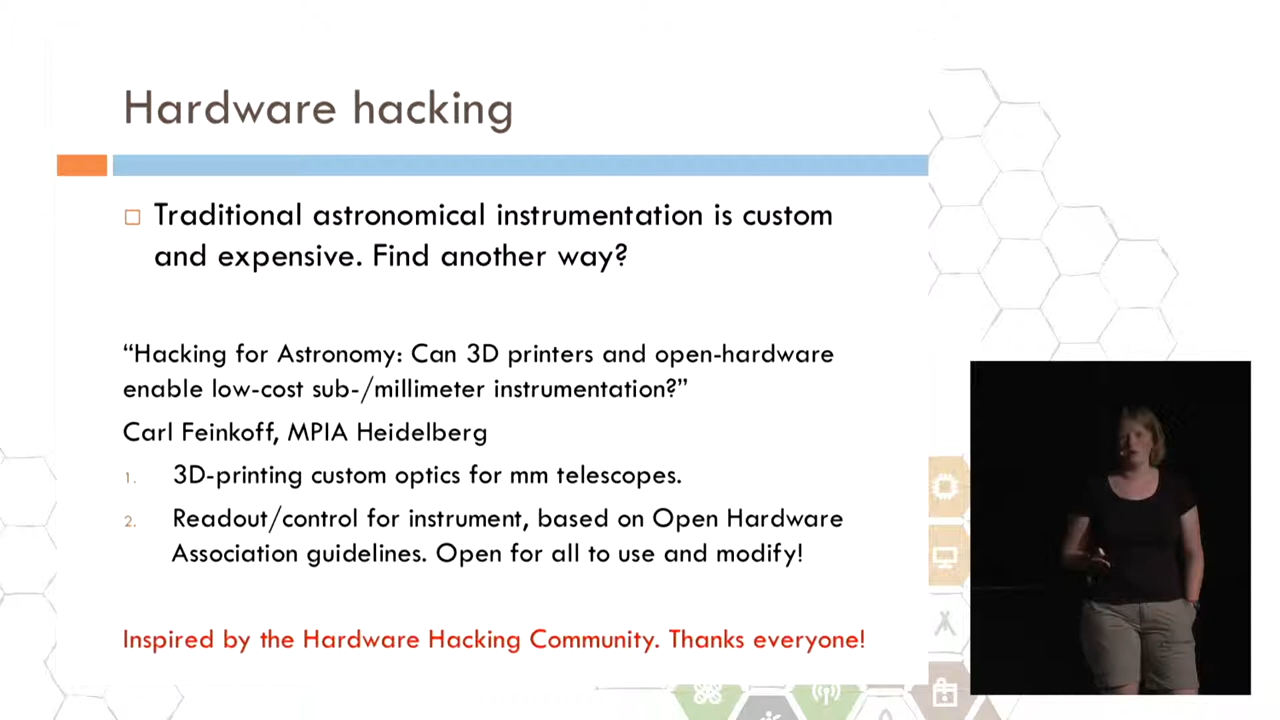 Hardware hacking
Traditional astronomical instrumentation is custom
and expensive. Find another way?
“Hacking for Astronomy: Can 3D printers and open-hardware
enable low-cost sub-/millimeter instrumentation?”
Carl Feinkoff, MPIA Heidelberg
1. 3D-printing custom optics for mm telescopes.
2. Readout/control for instrument, based on Open Hardware
Association guidelines. Open for all to use and modify!
Inspired by the Hardware Hacking Community. Thanks everyone!